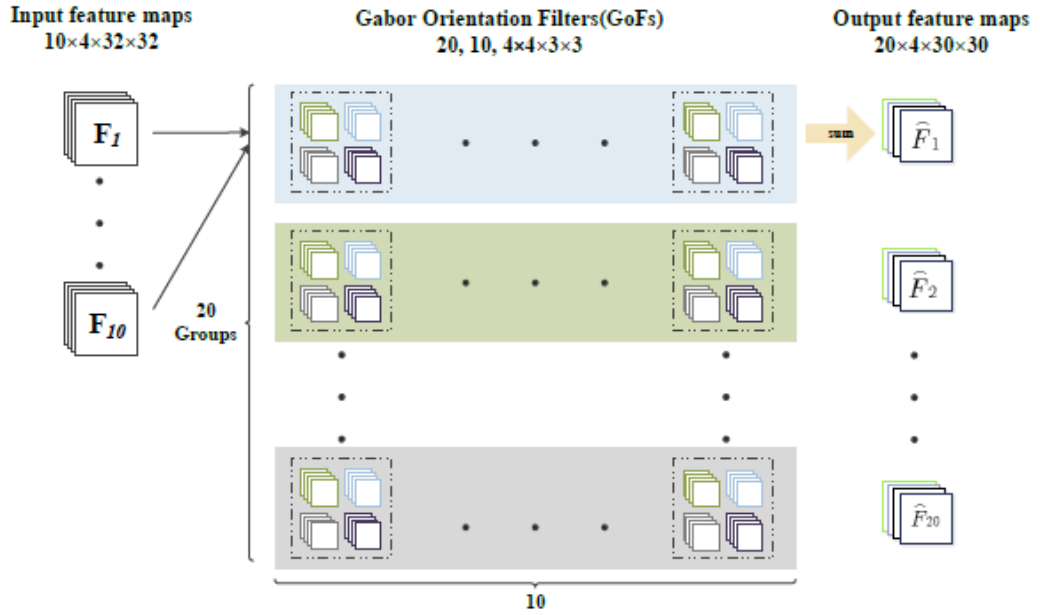 Input feature maps
10×4×32×32
Gabor Orientation Filters(GoFs)
20, 10, 4×4×3×3
Output feature maps
20×4×30×30
F1
sum
F̂1
F̂2
F10
20
Groups
F̂20
10